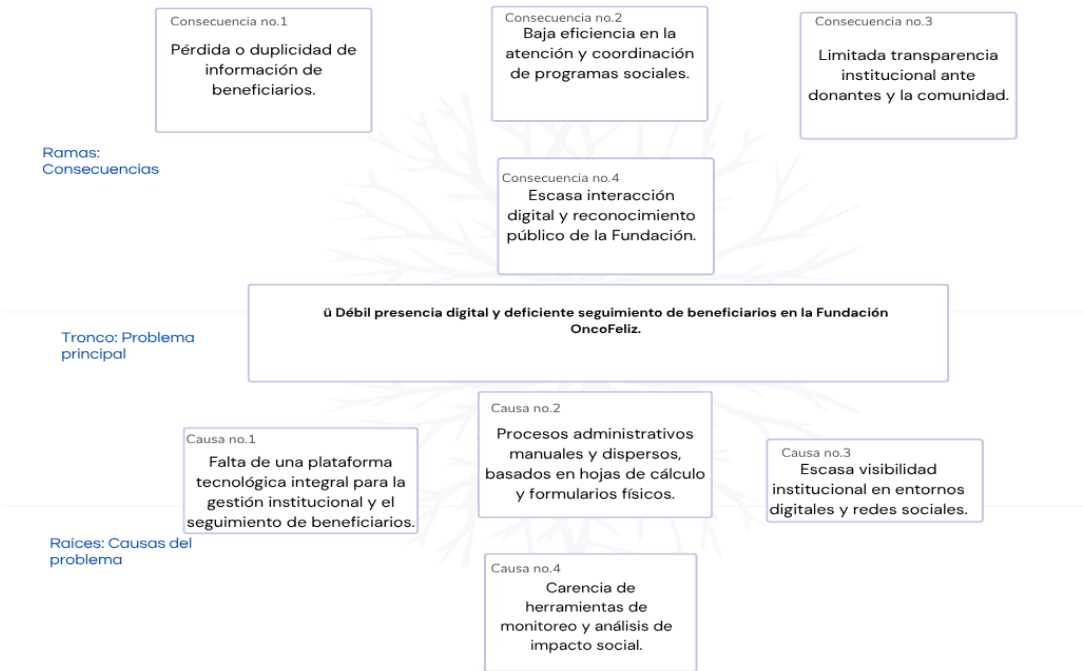 Consecuencia no.1
Pérdida o duplicidad de
información de
beneficiarios.
Consecuencia no.2
Baja eficiencia en la
atención y coordinación
de programas sociales.
Consecuencia no.3
Limitada transparencia
institucional ante
donantes y la comunidad.
Ramas:
Consecuencias
Consecuencia no.4
Escasa interacción
digital y reconocimiento
público de la Fundación.
Tronco: Problema
principal
ü Débil presencia digital y deficiente seguimiento de beneficiarios en la Fundación
OncoFeliz.
Causa no.1
Falta de una plataforma
tecnológica integral para la
gestión institucional y el
seguimiento de beneficiarios.
Causa no.2
Procesos administrativos
manuales y dispersos,
basados en hojas de cálculo
y formularios físicos.
Causa no.3
Escasa visibilidad
institucional en entornos
digitales y redes sociales.
Raíces: Causas del
problema
Causa no.4
Carencia de
herramientas de
monitoreo y análisis de
impacto social.